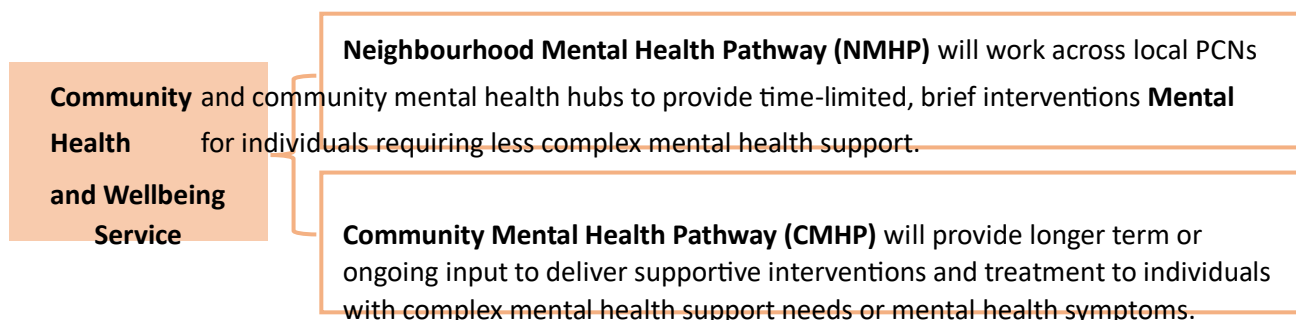 Neighbourhood Mental Health Pathway (NMHP) will work across local PCNs
Community and community mental health hubs to provide time-limited, brief interventions Mental
Health for individuals requiring less complex mental health support.
and Wellbeing
Service
Community Mental Health Pathway (CMHP) will provide longer term or
ongoing input to deliver supportive interventions and treatment to individuals
with complex mental health support needs or mental health symptoms.